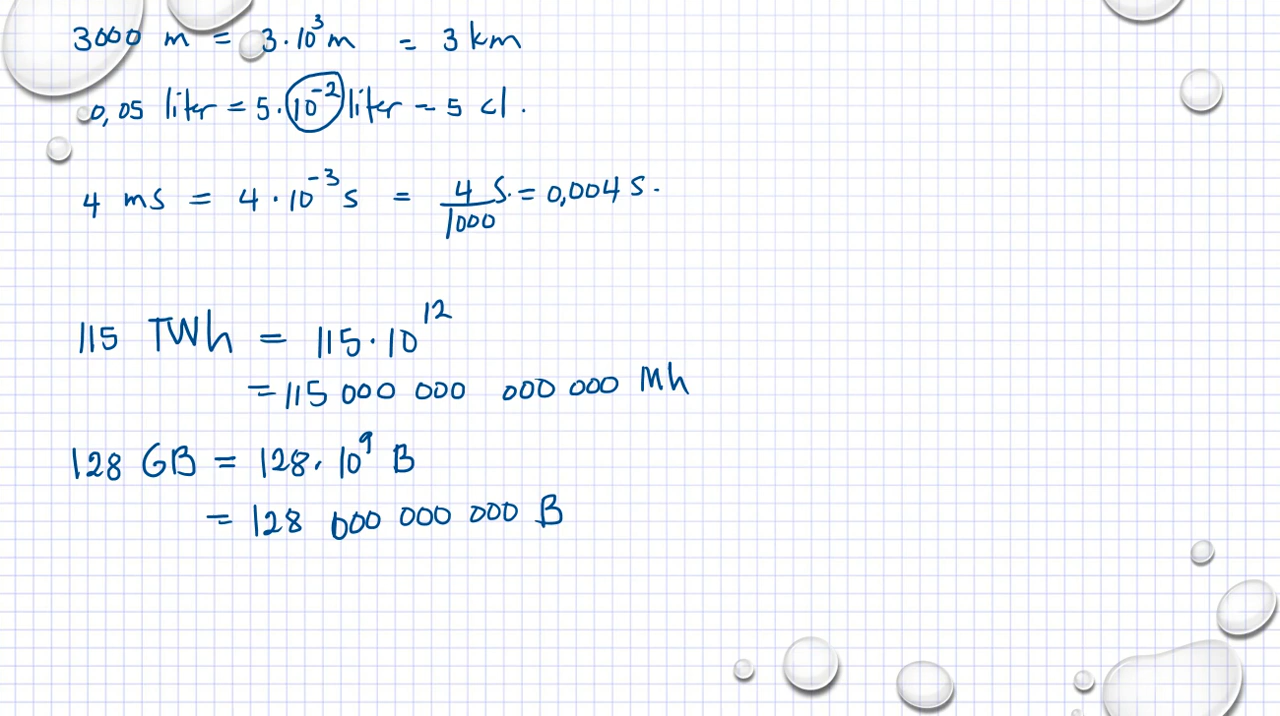 3000 m = 3·10³ m = 3 km
0,05 liter = 5·10⁻² liter = 5 cl.
4 ms = 4·10⁻³ s = 4/1000 s. = 0,004 s.
115 TWh = 115·10¹²
= 115 000 000 000 000 Mh
128 GB = 128·10⁹ B
= 128 000 000 000 B